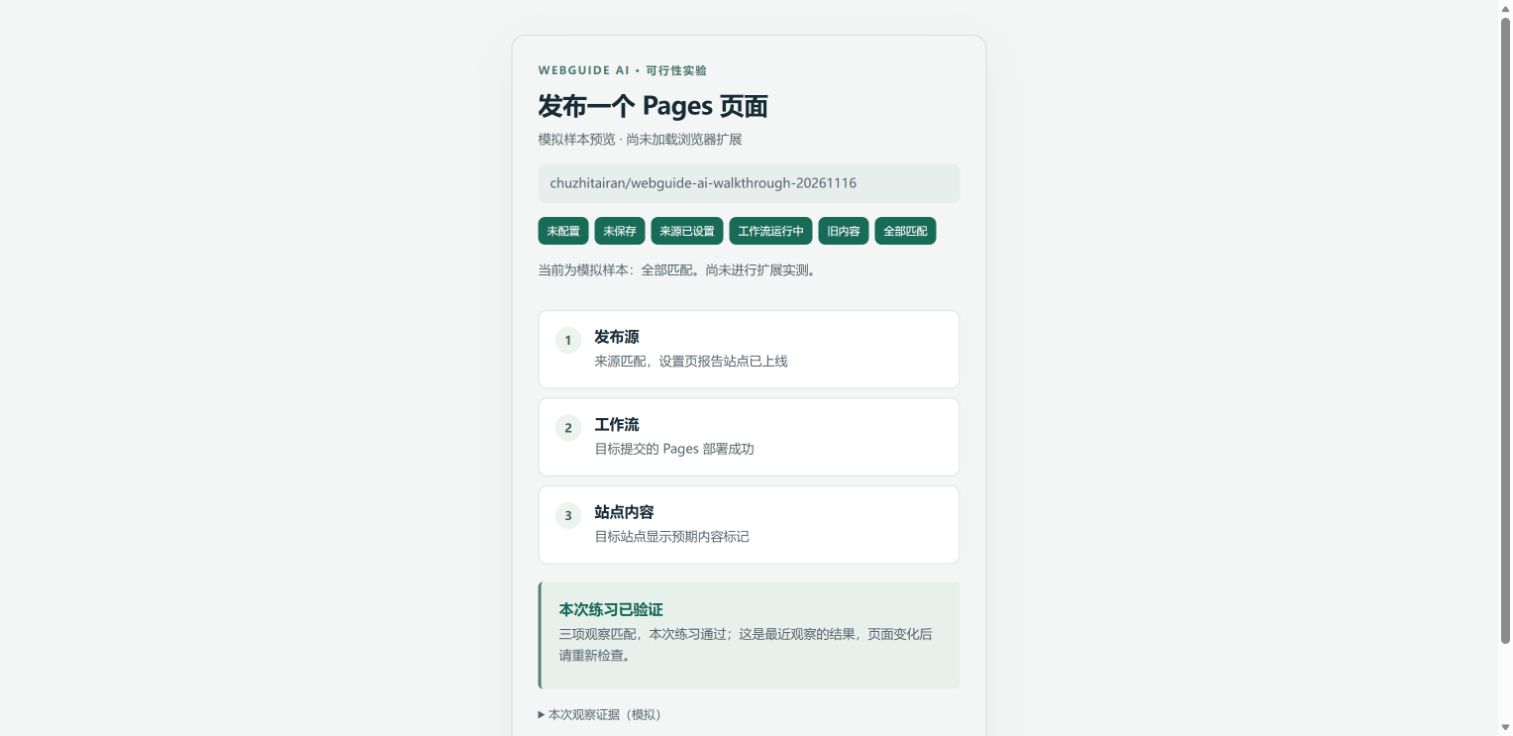 WEBGUIDE AI • 可行性实验
发布一个 Pages 页面
模拟样本预览 · 尚未加载浏览器扩展
chuzhitairan/webguide-ai-walkthrough-20261116
未配置 未保存 来源已设置 工作流运行中 旧内容 全部匹配
当前为模拟样本：全部匹配。尚未进行扩展实测。
1 发布源
来源匹配，设置页报告站点已上线
2 工作流
目标提交的 Pages 部署成功
3 站点内容
目标站点显示预期内容标记
本次练习已验证
三项观察匹配，本次练习通过；这是最近观察的结果，页面变化后
请重新检查。
本次观察证据（模拟）